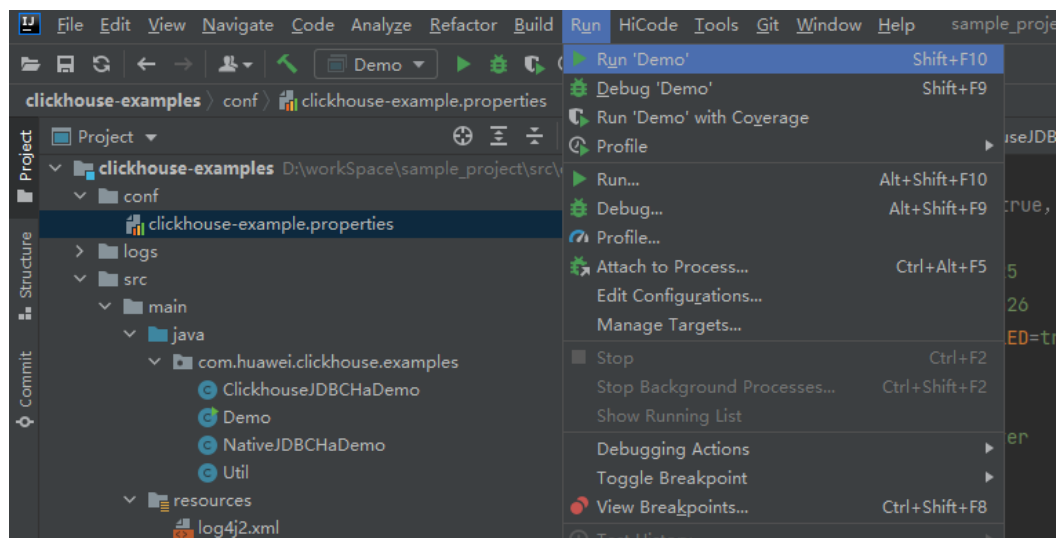 File Edit View Navigate Code Analyze Refactor Build Run HiCode Tools Git Window Help sample_proje
Demo
clickhouse-examples conf clickhouse-example.properties
Project
clickhouse-examples D:\workSpace\sample_project\src\
conf
clickhouse-example.properties
logs
src
main
java
com.huawei.clickhouse.examples
ClickhouseJDBCHaDemo
Demo
NativeJDBCHaDemo
Util
resources
log4j2.xml
Project
Structure
Commit
Run 'Demo' Shift+F10
Debug 'Demo' Shift+F9
Run 'Demo' with Coverage
Profile
Run... Alt+Shift+F10
Debug... Alt+Shift+F9
Profile...
Attach to Process... Ctrl+Alt+F5
Edit Configurations...
Manage Targets...
Stop Ctrl+F2
Stop Background Processes... Ctrl+Shift+F2
Show Running List
Debugging Actions
Toggle Breakpoint
View Breakpoints... Ctrl+Shift+F8
useJDB
rue,
5
26
ED=tr
er